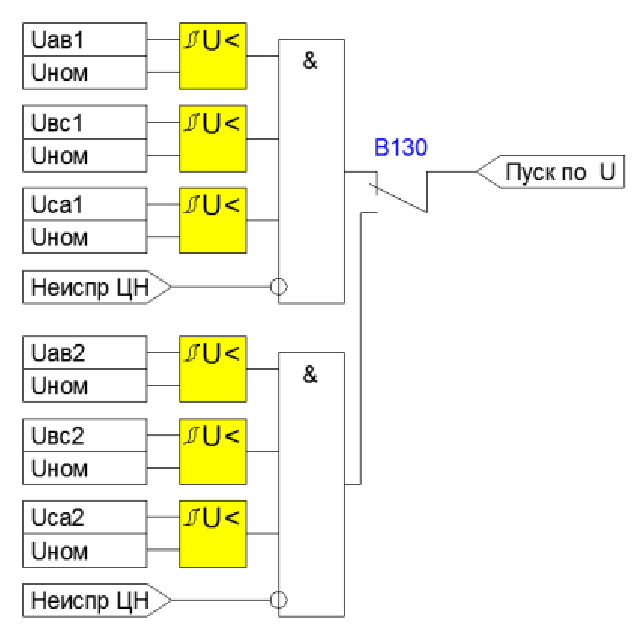 Uав1
Uном
U<
&
Uвс1
Uном
U<
В130
Пуск по U
Uса1
Uном
U<
Неиспр ЦН
Uав2
Uном
U<
&
Uвс2
Uном
U<
Uса2
Uном
U<
Неиспр ЦН